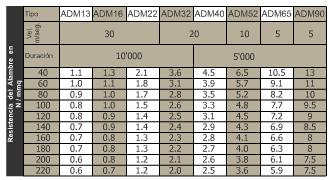 Tipo ADM13 ADM16 ADM22 ADM32 ADM40 ADM52 ADM65 ADM90
Vel. m/seg 30 20 10 5 5
Duración 10'000 5'000
Resistencia del Alambre en N / mmq
40 1.1 1.3 2.1 3.6 4.5 6.5 10.5 13
60 1.0 1.1 1.8 3.1 3.9 5.7 9.1 11
80 0.9 1.0 1.7 2.8 3.5 5.2 8.2 10
100 0.8 1.0 1.5 2.6 3.3 4.8 7.7 9.5
120 0.8 0.9 1.4 2.5 3.1 4.5 7.2 9
140 0.7 0.9 1.4 2.4 2.9 4.3 6.9 8.5
160 0.7 0.8 1.3 2.3 2.8 4.1 6.6 8
180 0.7 0.8 1.3 2.2 2.7 4.0 6.3 8
200 0.6 0.8 1.2 2.1 2.6 3.8 6.1 7.5
220 0.6 0.7 1.2 2.0 2.5 3.6 5.9 7.5